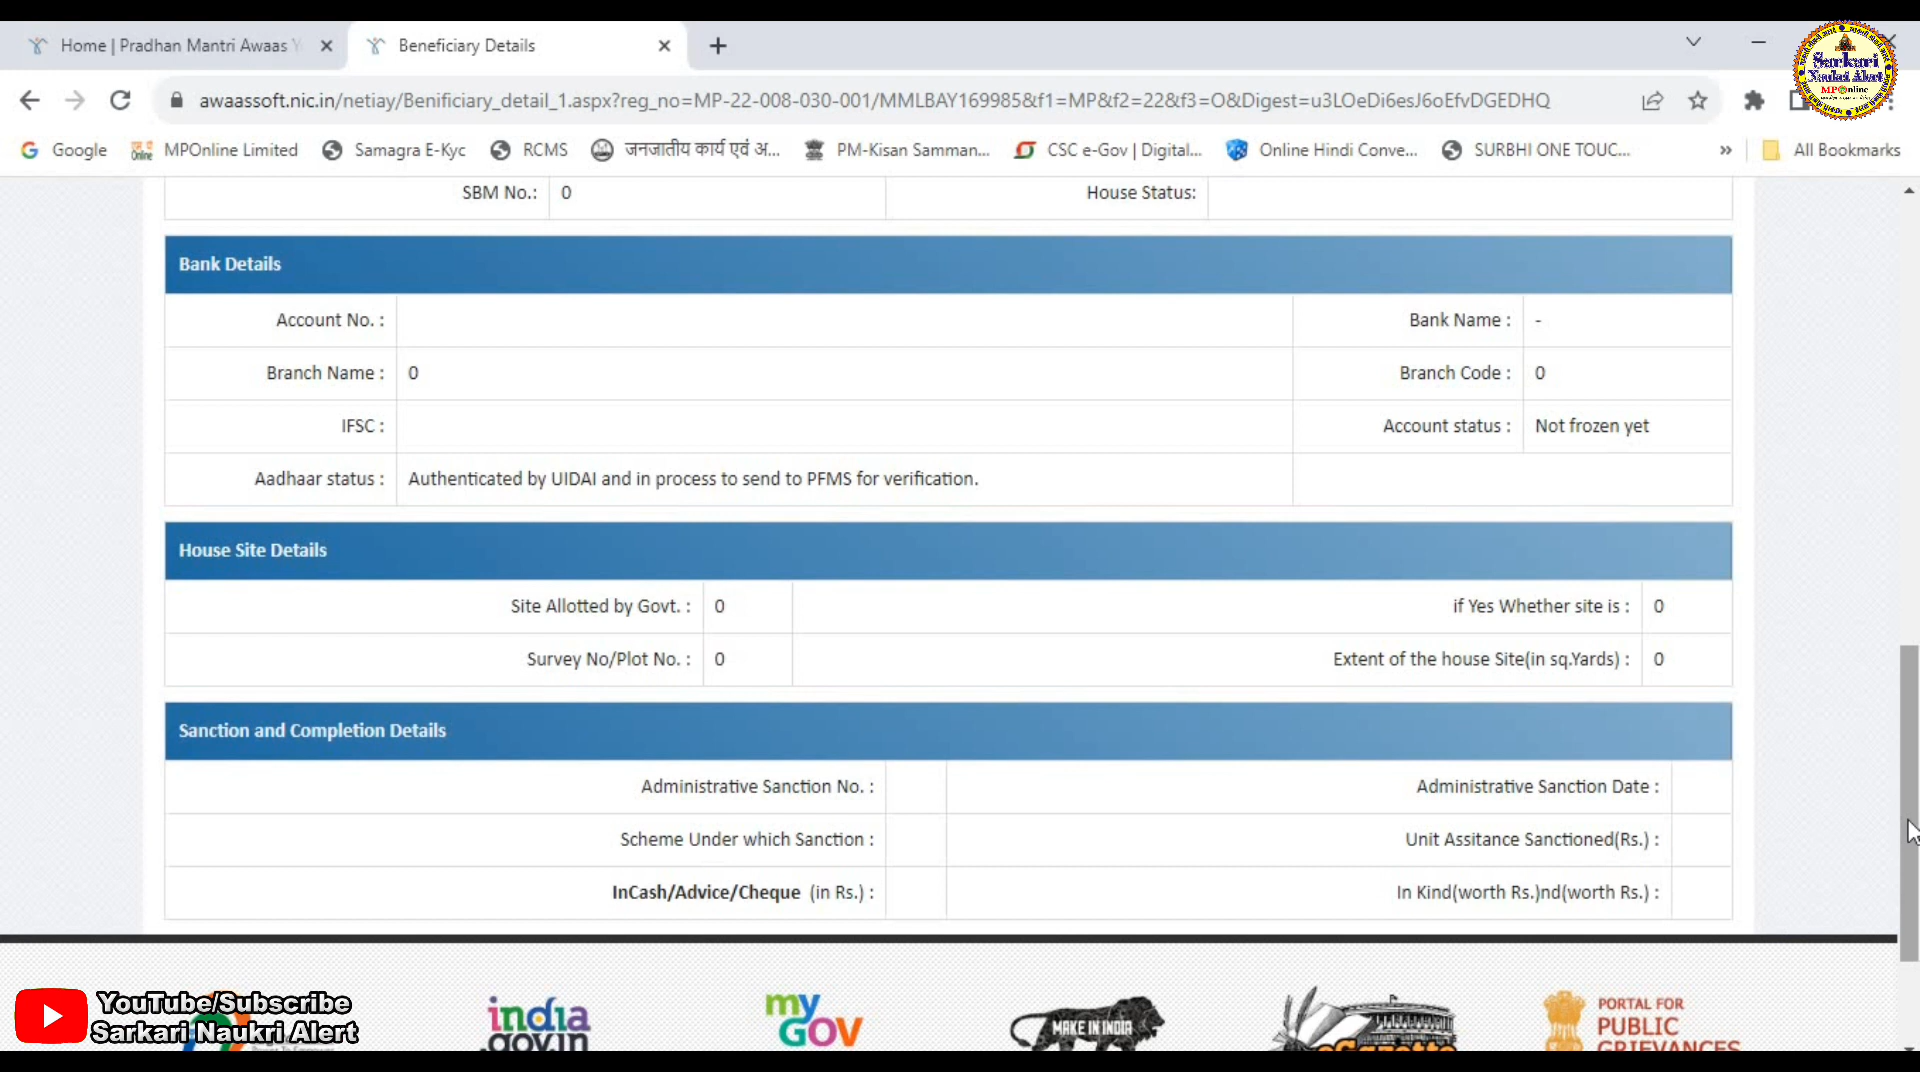 Home | Pradhan Mantri Awaas Y
Beneficiary Details
awaassoft.nic.in/netiay/Benificiary_detail_1.aspx?reg_no=MP-22-008-030-001/MMLBAY169985&f1=MP&f2=22&f3=O&Digest=u3LOeDi6esJ6oEfvDGEDHQ
Sarkari
Naukri Alert
MPOnline
Google MPOnline Limited Samagra E-Kyc RCMS जनजातीय कार्य एवं अ... PM-Kisan Samman... CSC e-Gov | Digital... Online Hindi Conve... SURBHI ONE TOUC... » All Bookmarks
SBM No.: 0 House Status:
Bank Details
Account No. : Bank Name : -
Branch Name : 0 Branch Code : 0
IFSC : Account status : Not frozen yet
Aadhaar status : Authenticated by UIDAI and in process to send to PFMS for verification.
House Site Details
Site Allotted by Govt. : 0 if Yes Whether site is : 0
Survey No/Plot No. : 0 Extent of the house Site(in sq.Yards) : 0
Sanction and Completion Details
Administrative Sanction No. : Administrative Sanction Date :
Scheme Under which Sanction : Unit Assitance Sanctioned(Rs.) :
InCash/Advice/Cheque (in Rs.) : In Kind(worth Rs.)nd(worth Rs.) :
YouTube/Subscribe
Sarkari Naukri Alert
india
.gov.in
my
GOV
MAKE IN INDIA
eGazette
PORTAL FOR
PUBLIC
GRIEVANCES